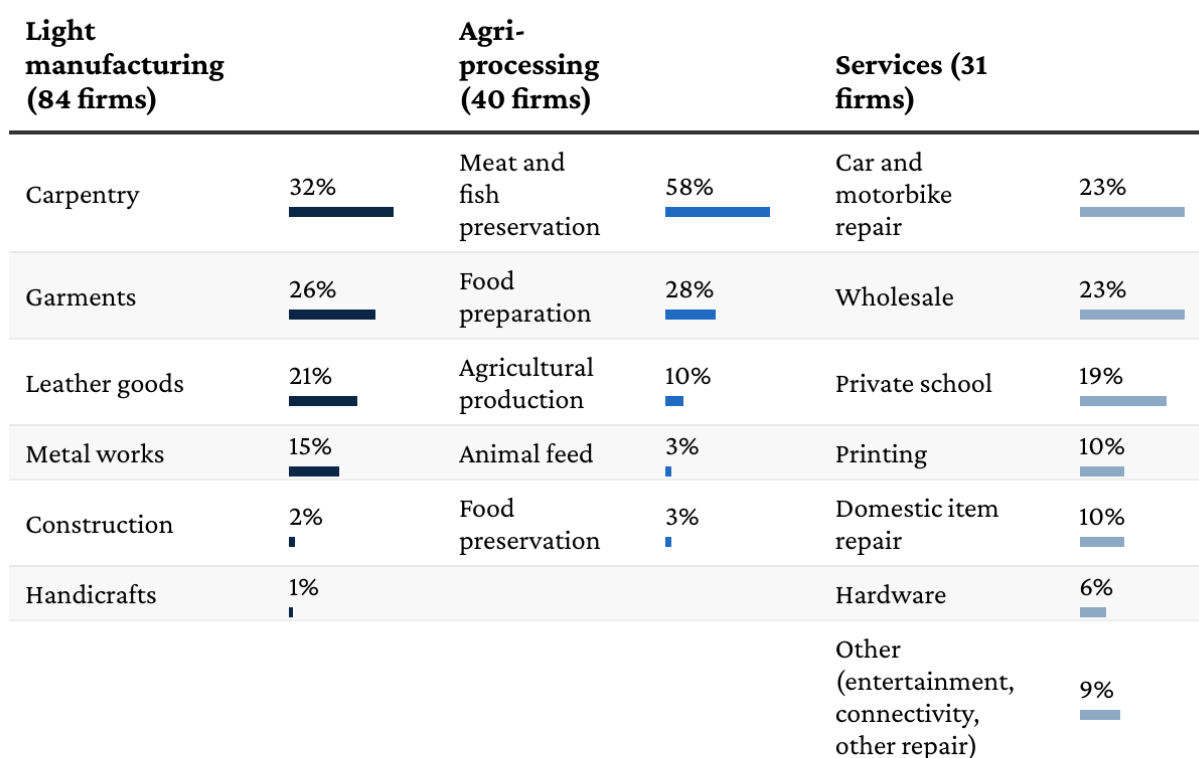 Light
manufacturing
(84 firms)
Agri-
processing
(40 firms)
Services (31
firms)
Carpentry
32%
Meat and
fish
preservation
58%
Car and
motorbike
repair
23%
Garments
26%
Food
preparation
28%
Wholesale
23%
Leather goods
21%
Agricultural
production
10%
Private school
19%
Metal works
15%
Animal feed
3%
Printing
10%
Construction
2%
Food
preservation
3%
Domestic item
repair
10%
Handicrafts
1%
Hardware
6%
Other
(entertainment,
connectivity,
other repair)
9%